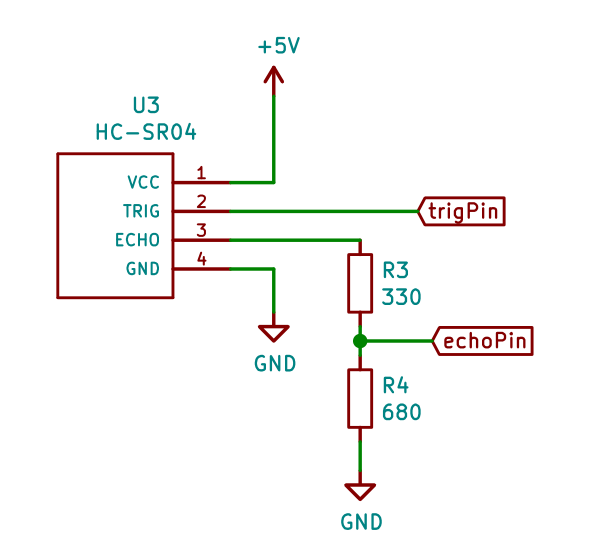 +5V
U3
HC-SR04
VCC 1
TRIG 2
trigPin
ECHO 3
GND 4
R3
330
echoPin
GND
R4
680
GND